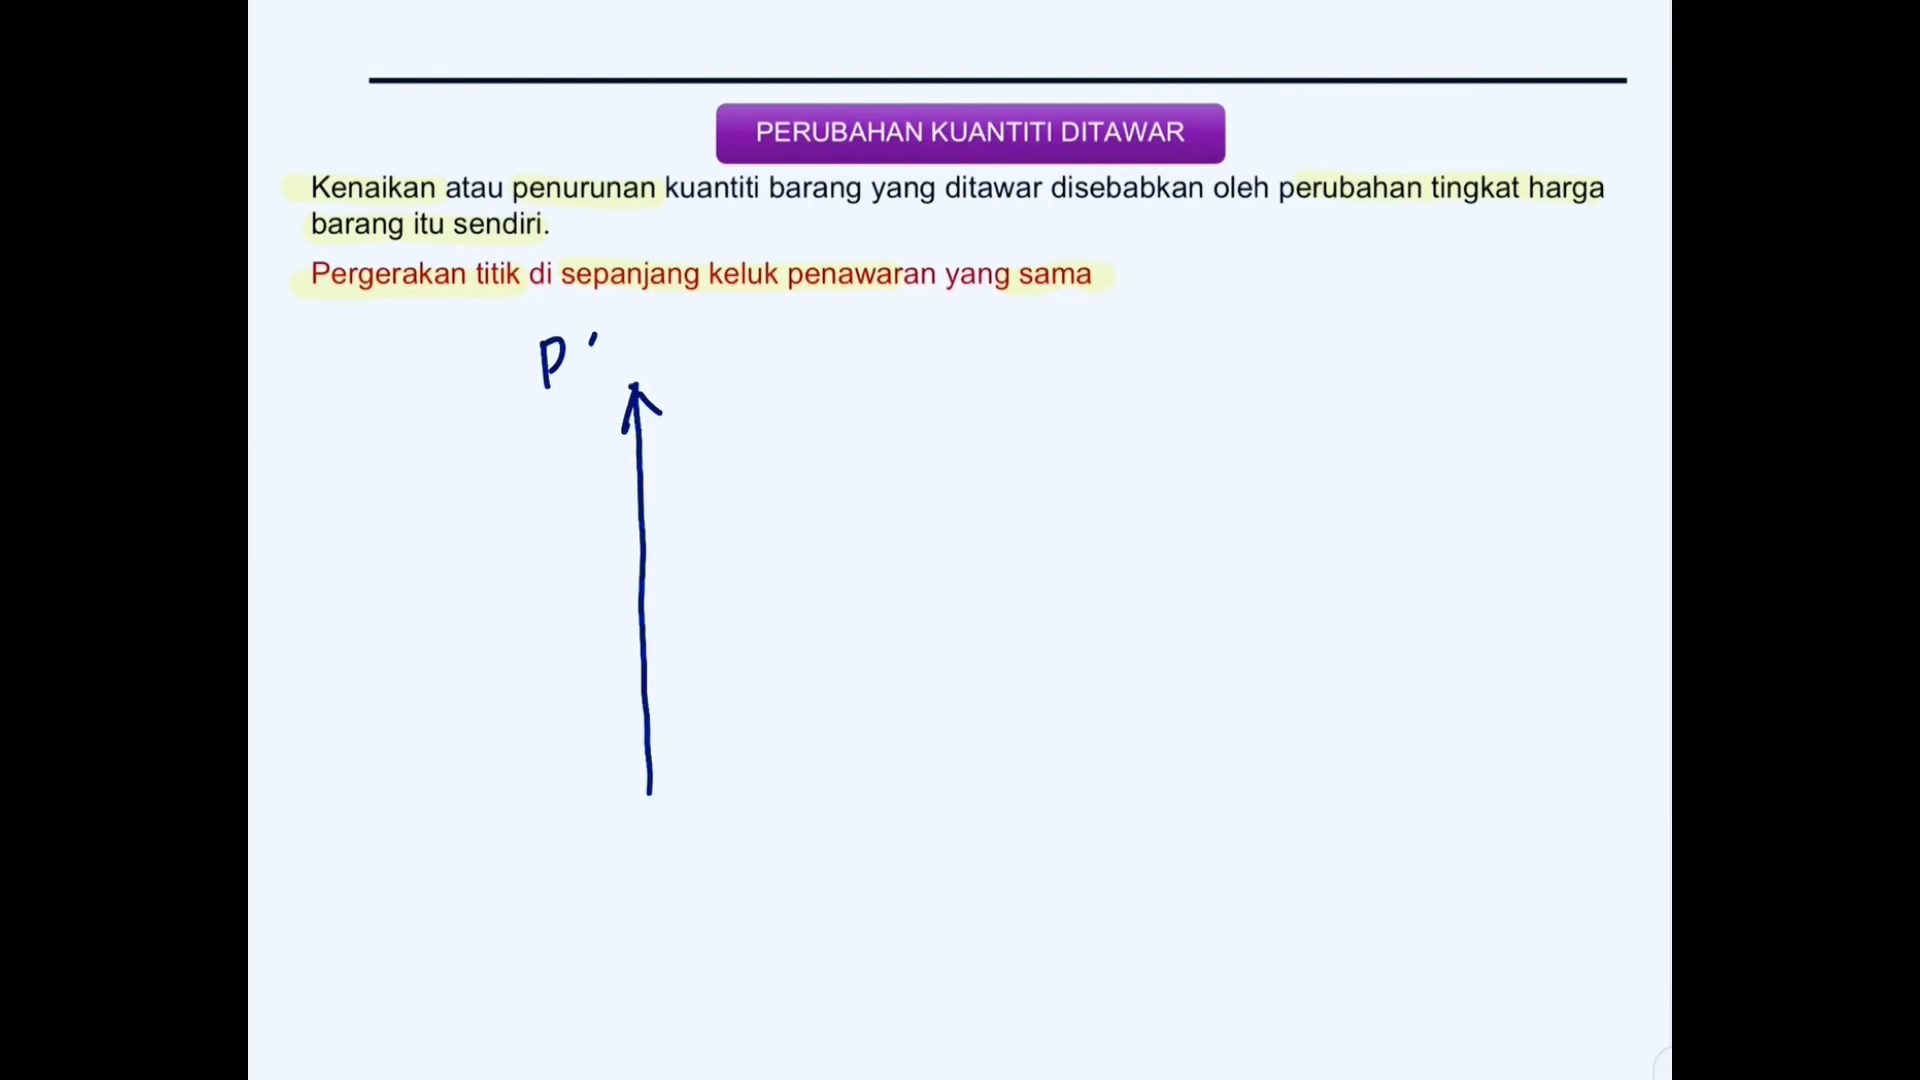 PERUBAHAN KUANTITI DITAWAR
Kenaikan atau penurunan kuantiti barang yang ditawar disebabkan oleh perubahan tingkat harga
barang itu sendiri.
Pergerakan titik di sepanjang keluk penawaran yang sama
P '